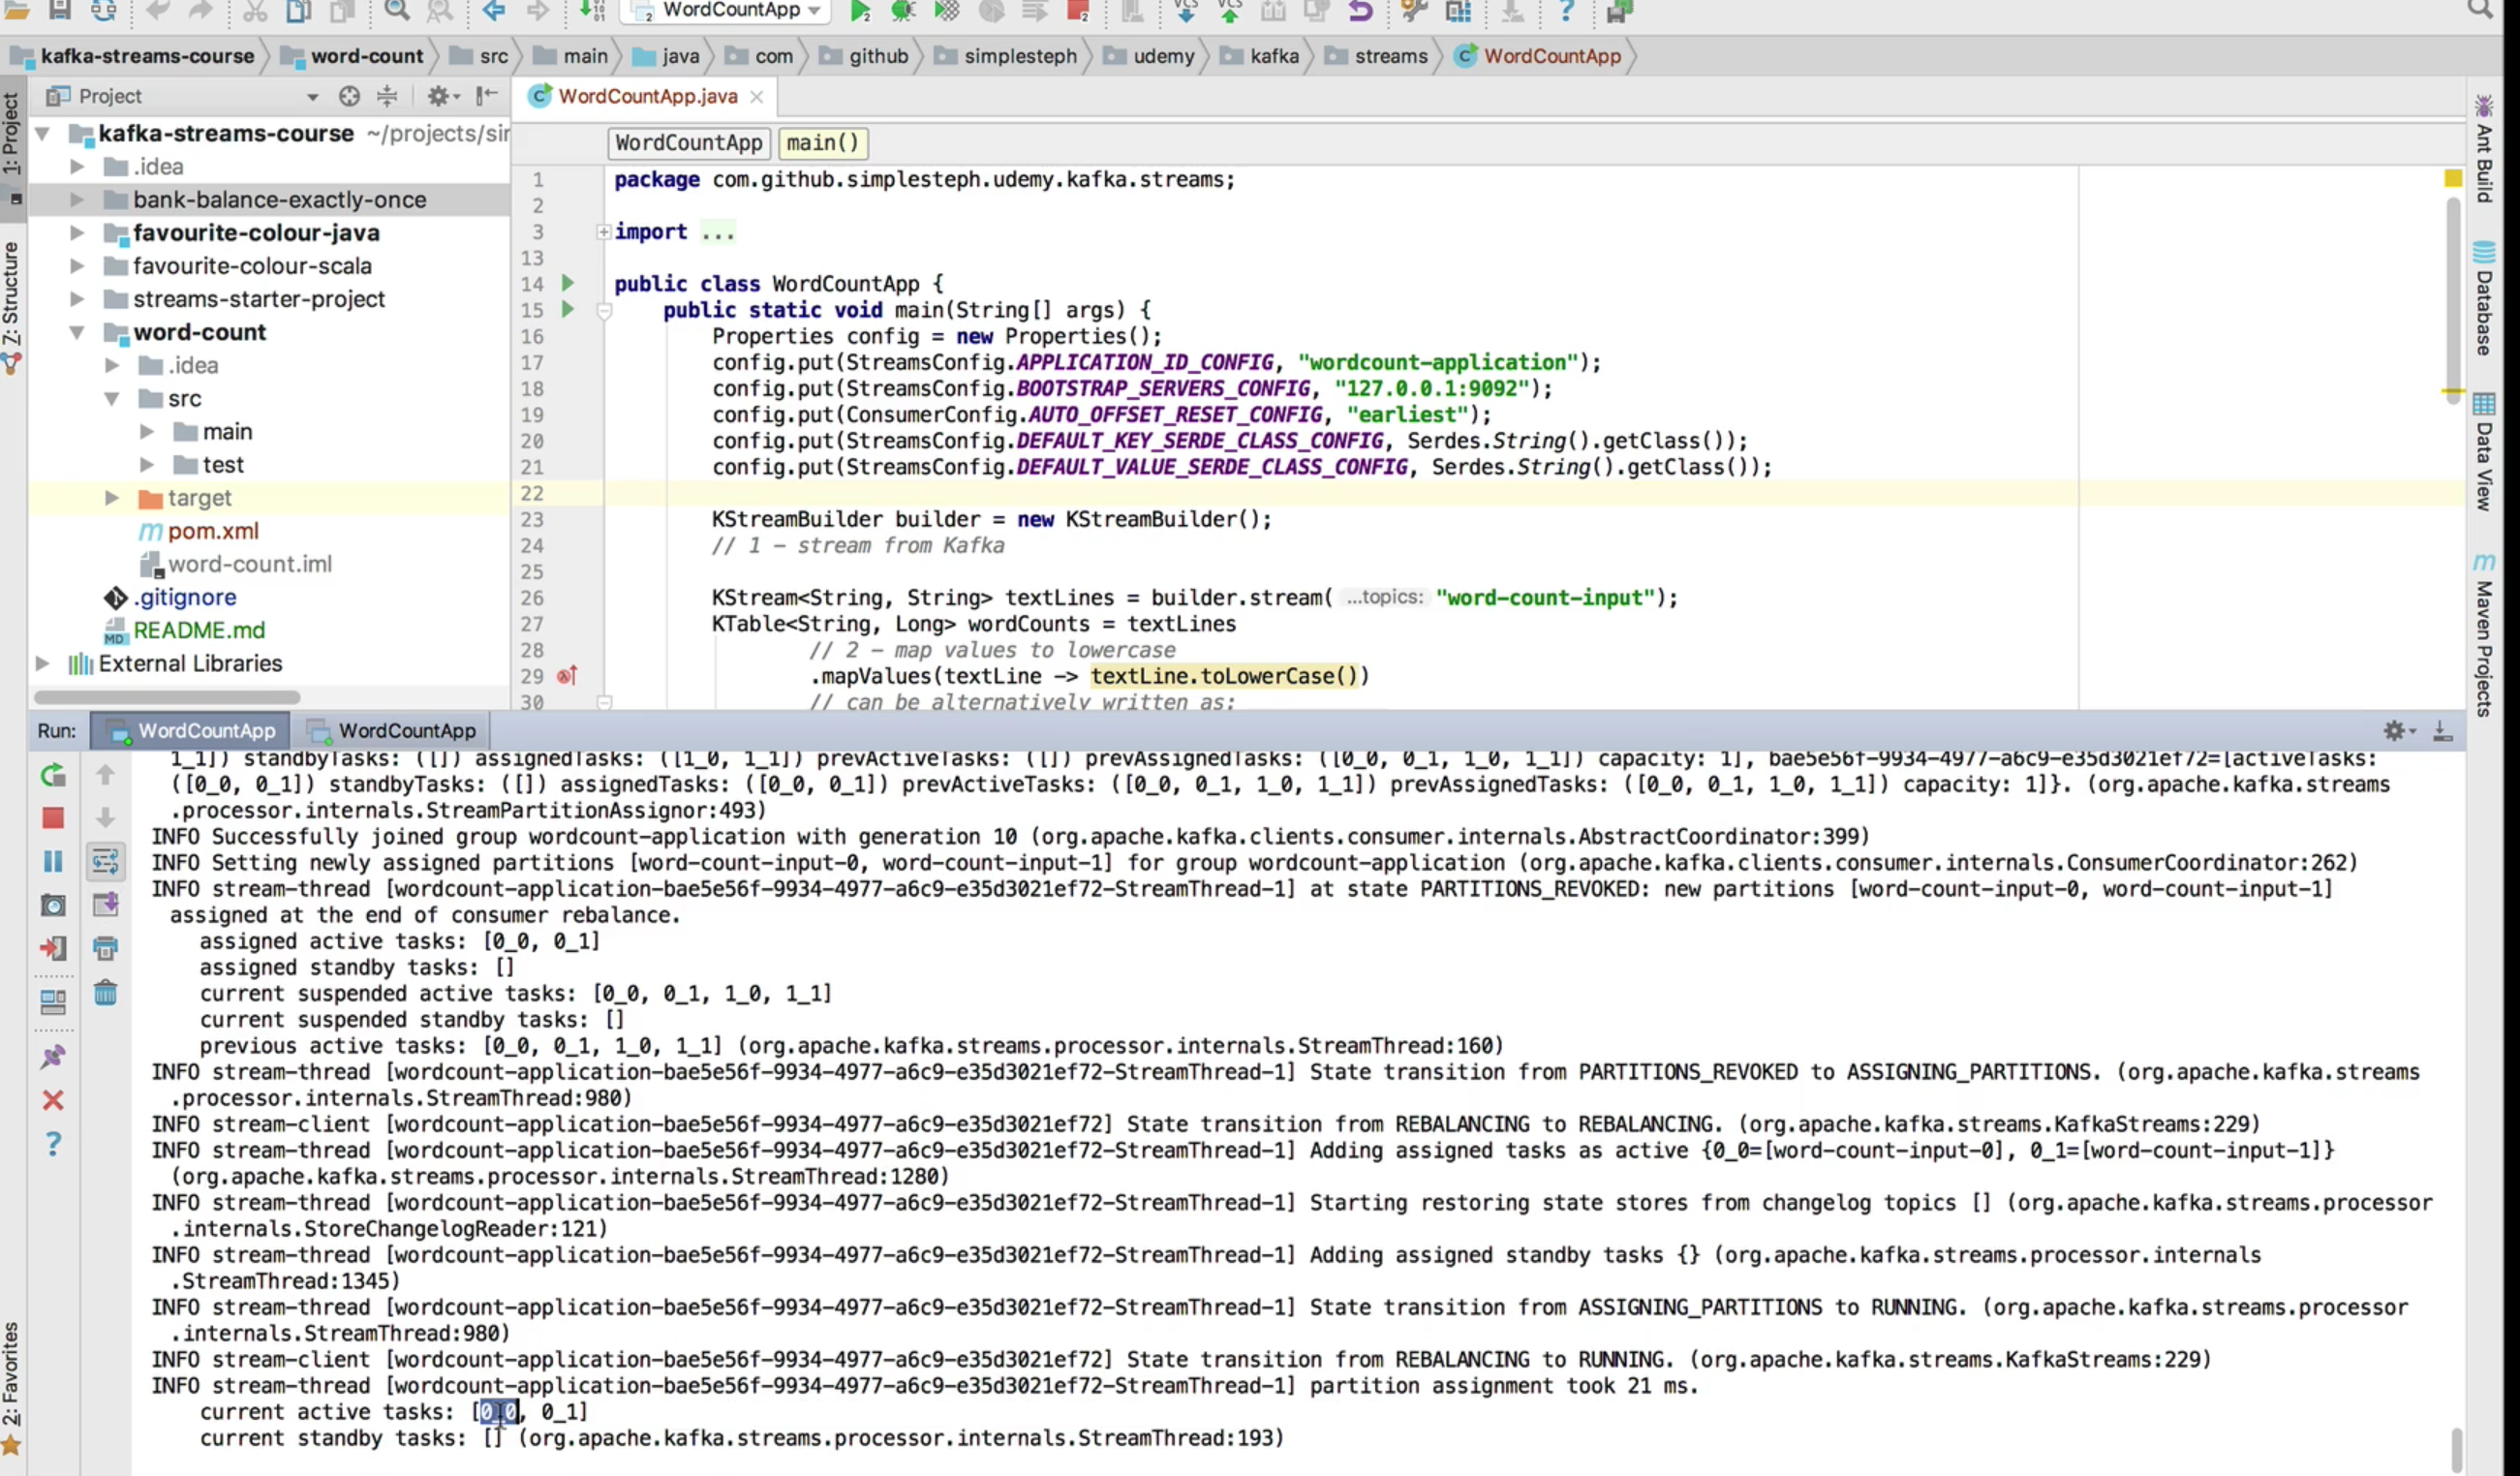 WordCountApp
kafka-streams-course word-count src main java com github simplesteph udemy kafka streams WordCountApp
Project
WordCountApp.java
kafka-streams-course ~/projects/sir
.idea
bank-balance-exactly-once
favourite-colour-java
favourite-colour-scala
streams-starter-project
word-count
.idea
src
main
test
target
pom.xml
word-count.iml
.gitignore
README.md
External Libraries
1: Project
7: Structure
2: Favorites
WordCountApp main()
1 package com.github.simplesteph.udemy.kafka.streams;
2
3 import ...
13
14 public class WordCountApp {
15 public static void main(String[] args) {
16 Properties config = new Properties();
17 config.put(StreamsConfig.APPLICATION_ID_CONFIG, "wordcount-application");
18 config.put(StreamsConfig.BOOTSTRAP_SERVERS_CONFIG, "127.0.0.1:9092");
19 config.put(ConsumerConfig.AUTO_OFFSET_RESET_CONFIG, "earliest");
20 config.put(StreamsConfig.DEFAULT_KEY_SERDE_CLASS_CONFIG, Serdes.String().getClass());
21 config.put(StreamsConfig.DEFAULT_VALUE_SERDE_CLASS_CONFIG, Serdes.String().getClass());
22
23 KStreamBuilder builder = new KStreamBuilder();
24 // 1 – stream from Kafka
25
26 KStream<String, String> textLines = builder.stream( ...topics: "word-count-input");
27 KTable<String, Long> wordCounts = textLines
28 // 2 – map values to lowercase
29 .mapValues(textLine -> textLine.toLowerCase())
30 // can be alternatively written as:
Ant Build
Database
Data View
Maven Projects
Run: WordCountApp WordCountApp
1_1]) standbyTasks: ([]) assignedTasks: ([1_0, 1_1]) prevActiveTasks: ([]) prevAssignedTasks: ([0_0, 0_1, 1_0, 1_1]) capacity: 1], bae5e56f-9934-4977-a6c9-e35d3021ef72=[activeTasks:
([0_0, 0_1]) standbyTasks: ([]) assignedTasks: ([0_0, 0_1]) prevActiveTasks: ([0_0, 0_1, 1_0, 1_1]) prevAssignedTasks: ([0_0, 0_1, 1_0, 1_1]) capacity: 1]}. (org.apache.kafka.streams
.processor.internals.StreamPartitionAssignor:493)
INFO Successfully joined group wordcount-application with generation 10 (org.apache.kafka.clients.consumer.internals.AbstractCoordinator:399)
INFO Setting newly assigned partitions [word-count-input-0, word-count-input-1] for group wordcount-application (org.apache.kafka.clients.consumer.internals.ConsumerCoordinator:262)
INFO stream-thread [wordcount-application-bae5e56f-9934-4977-a6c9-e35d3021ef72-StreamThread-1] at state PARTITIONS_REVOKED: new partitions [word-count-input-0, word-count-input-1]
assigned at the end of consumer rebalance.
assigned active tasks: [0_0, 0_1]
assigned standby tasks: []
current suspended active tasks: [0_0, 0_1, 1_0, 1_1]
current suspended standby tasks: []
previous active tasks: [0_0, 0_1, 1_0, 1_1] (org.apache.kafka.streams.processor.internals.StreamThread:160)
INFO stream-thread [wordcount-application-bae5e56f-9934-4977-a6c9-e35d3021ef72-StreamThread-1] State transition from PARTITIONS_REVOKED to ASSIGNING_PARTITIONS. (org.apache.kafka.streams
.processor.internals.StreamThread:980)
INFO stream-client [wordcount-application-bae5e56f-9934-4977-a6c9-e35d3021ef72] State transition from REBALANCING to REBALANCING. (org.apache.kafka.streams.KafkaStreams:229)
INFO stream-thread [wordcount-application-bae5e56f-9934-4977-a6c9-e35d3021ef72-StreamThread-1] Adding assigned tasks as active {0_0=[word-count-input-0], 0_1=[word-count-input-1]}
(org.apache.kafka.streams.processor.internals.StreamThread:1280)
INFO stream-thread [wordcount-application-bae5e56f-9934-4977-a6c9-e35d3021ef72-StreamThread-1] Starting restoring state stores from changelog topics [] (org.apache.kafka.streams.processor
.internals.StoreChangelogReader:121)
INFO stream-thread [wordcount-application-bae5e56f-9934-4977-a6c9-e35d3021ef72-StreamThread-1] Adding assigned standby tasks {} (org.apache.kafka.streams.processor.internals
.StreamThread:1345)
INFO stream-thread [wordcount-application-bae5e56f-9934-4977-a6c9-e35d3021ef72-StreamThread-1] State transition from ASSIGNING_PARTITIONS to RUNNING. (org.apache.kafka.streams.processor
.internals.StreamThread:980)
INFO stream-client [wordcount-application-bae5e56f-9934-4977-a6c9-e35d3021ef72] State transition from REBALANCING to RUNNING. (org.apache.kafka.streams.KafkaStreams:229)
INFO stream-thread [wordcount-application-bae5e56f-9934-4977-a6c9-e35d3021ef72-StreamThread-1] partition assignment took 21 ms.
current active tasks: [0_0, 0_1]
current standby tasks: [] (org.apache.kafka.streams.processor.internals.StreamThread:193)